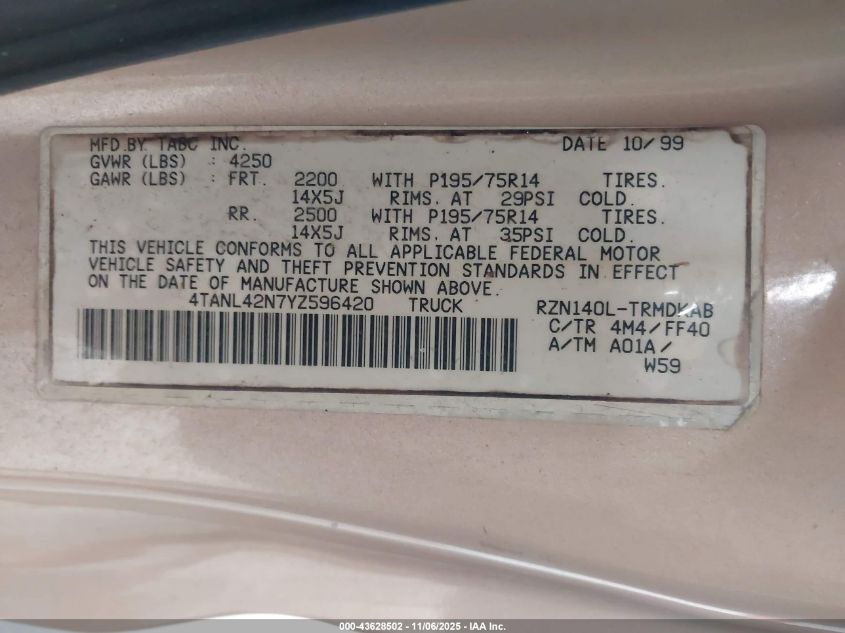 MFD.BY TABC INC. DATE 10/99
GVWR (LBS) : 4250
GAWR (LBS) : FRT. 2200 WITH P195/75R14 TIRES.
14X5J RIMS. AT 29PSI COLD.
RR. 2500 WITH P195/75R14 TIRES.
14X5J RIMS. AT 35PSI COLD.
THIS VEHICLE CONFORMS TO ALL APPLICABLE FEDERAL MOTOR
VEHICLE SAFETY AND THEFT PREVENTION STANDARDS IN EFFECT
ON THE DATE OF MANUFACTURE SHOWN ABOVE.
4TANL42N7YZ596420 TRUCK RZN140L-TRMDKAB
C/TR 4M4/FF40
A/TM A01A/
W59
000-43628502 - 11/06/2025 - IAA Inc.